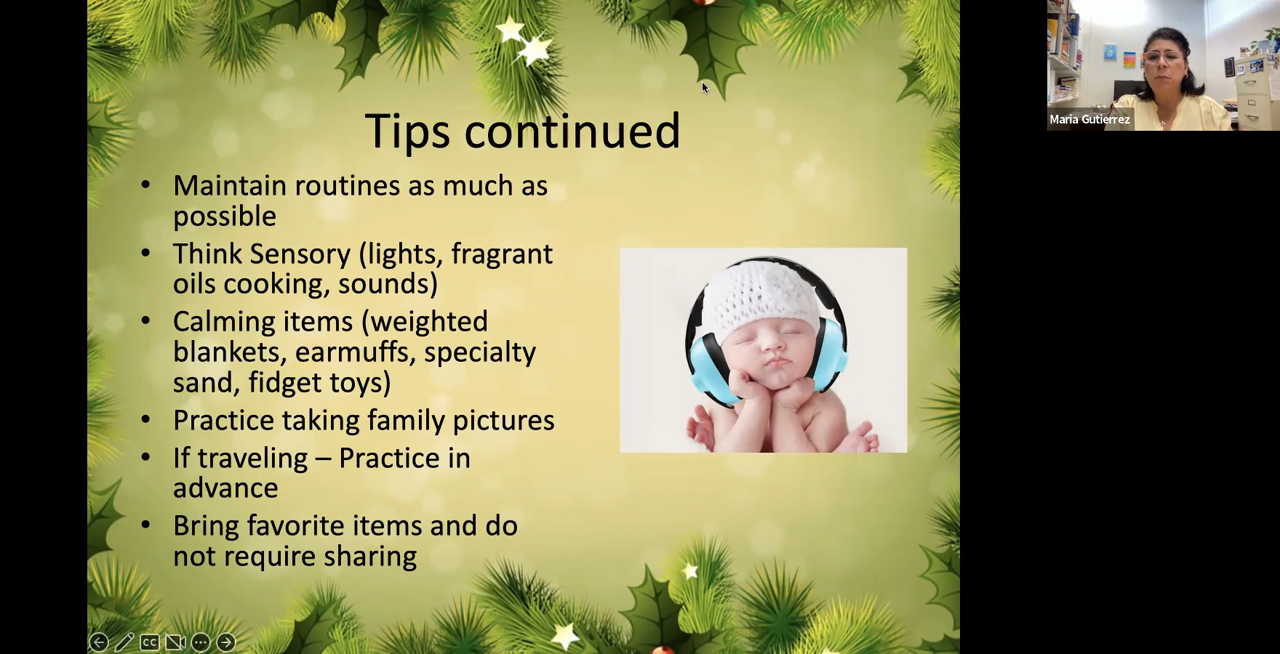 Tips continued
• Maintain routines as much as
possible
• Think Sensory (lights, fragrant
oils cooking, sounds)
• Calming items (weighted
blankets, earmuffs, specialty
sand, fidget toys)
• Practice taking family pictures
• If traveling – Practice in
advance
• Bring favorite items and do
not require sharing
Maria Gutierrez
CC